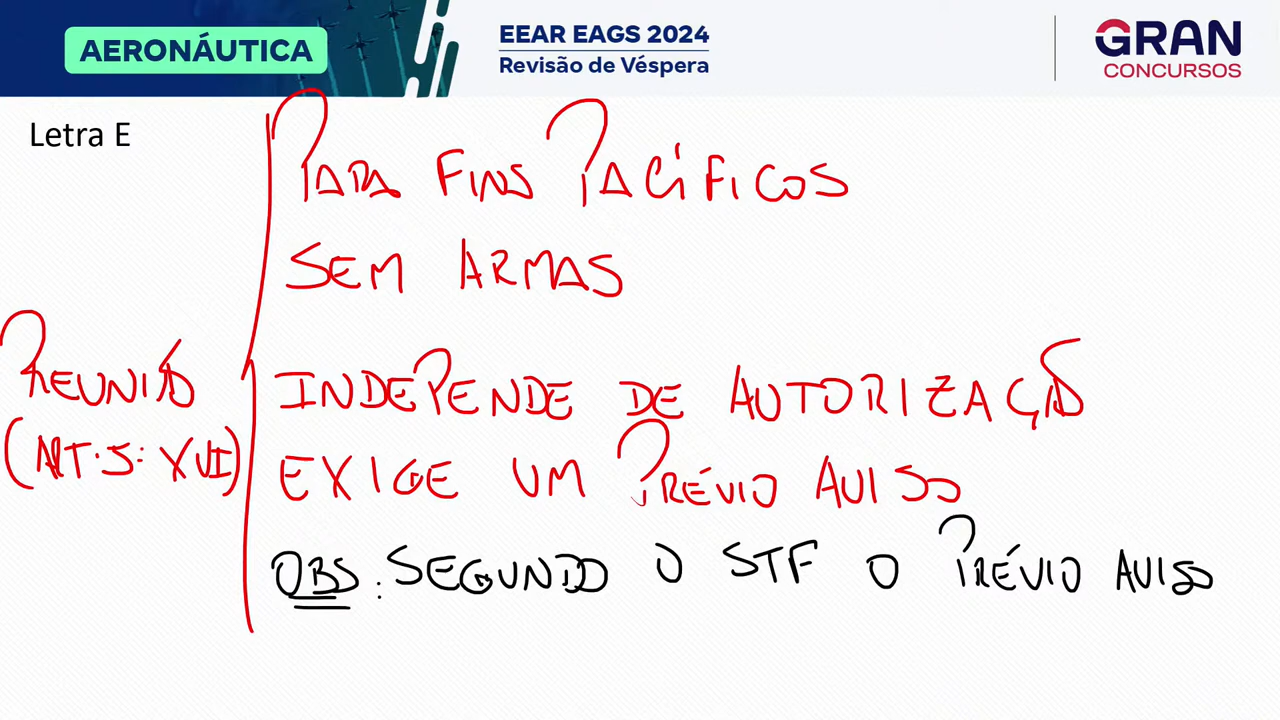 AERONÁUTICA
EEAR EAGS 2024
Revisão de Véspera
GRAN
CONCURSOS
Letra E
PARA FINS PACÍFICOS
SEM ARMAS
REUNIÃO
(ART. 5: XVI)
INDEPENDE DE AUTORIZAÇÃO
EXIGE UM PRÉVIO AVISO
OBS: SEGUNDO O STF O PRÉVIO AVISO